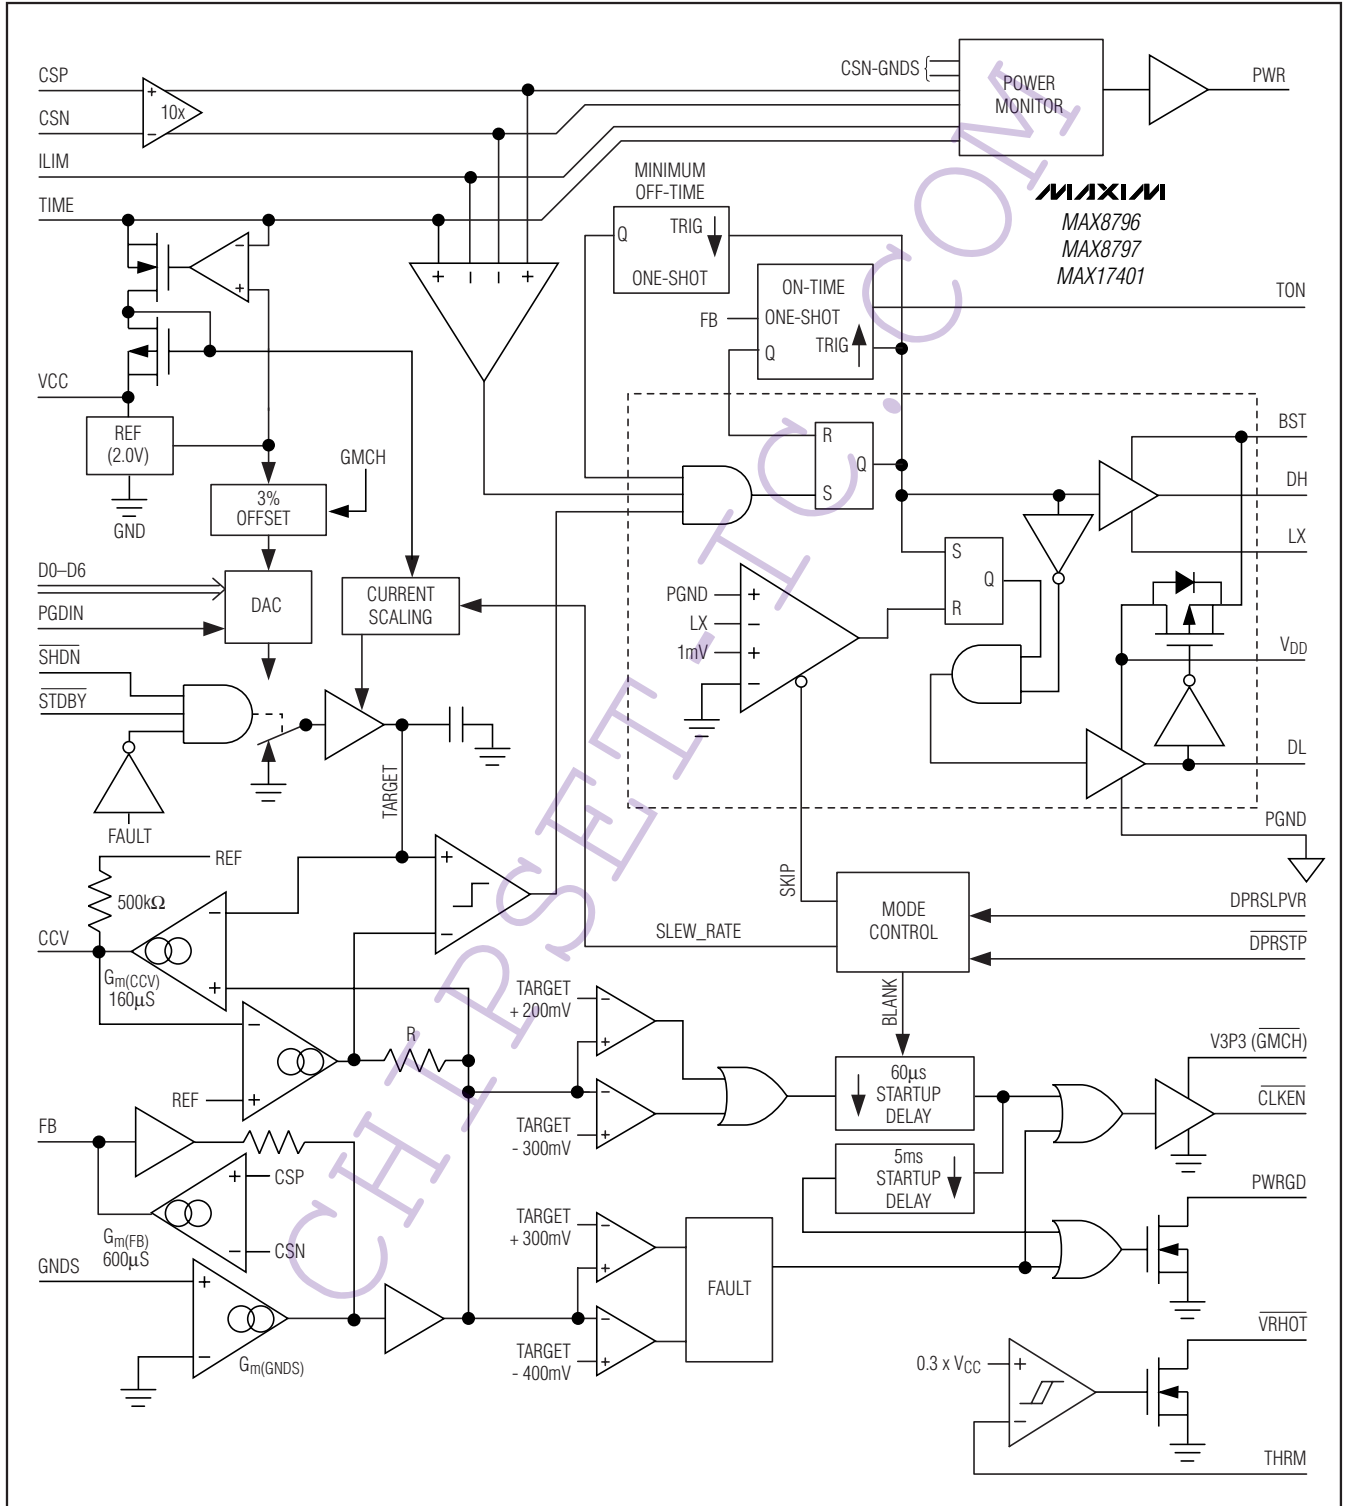 CSP
CSN
ILIM
TIME
10x
+
−
CSN-GNDS {
POWER
MONITOR
PWR
MAXIM
MAX8796
MAX8797
MAX17401
MINIMUM
OFF-TIME
Q
TRIG
ONE-SHOT
ON-TIME
FB
ONE-SHOT
Q
TRIG
TON
−
+
+ − − +
VCC
REF
(2.0V)
GND
GMCH
3%
OFFSET
D0–D6
PGDIN
DAC
CURRENT
SCALING
SHDN
STDBY
FAULT
TARGET
R
Q
S
BST
DH
LX
S
Q
R
PGND
+
LX
−
1mV
+
−
VDD
DL
PGND
SKIP
MODE
CONTROL
DPRSLPVR
DPRSTP
SLEW_RATE
BLANK
REF
500kΩ
CCV
−
+
Gm(CCV)
160µS
+
−
−
+
REF
R
FB
+
−
CSP
CSN
Gm(FB)
600µS
GNDS
+
−
Gm(GNDS)
TARGET
+ 200mV
−
+
−
+
TARGET
- 300mV
60µs
STARTUP
DELAY
5ms
STARTUP
DELAY
V3P3 (GMCH)
CLKEN
PWRGD
TARGET
+ 300mV
−
+
−
+
TARGET
- 400mV
FAULT
VRHOT
0.3 x VCC
+
−
THRM
CHIPSET-IC.COM